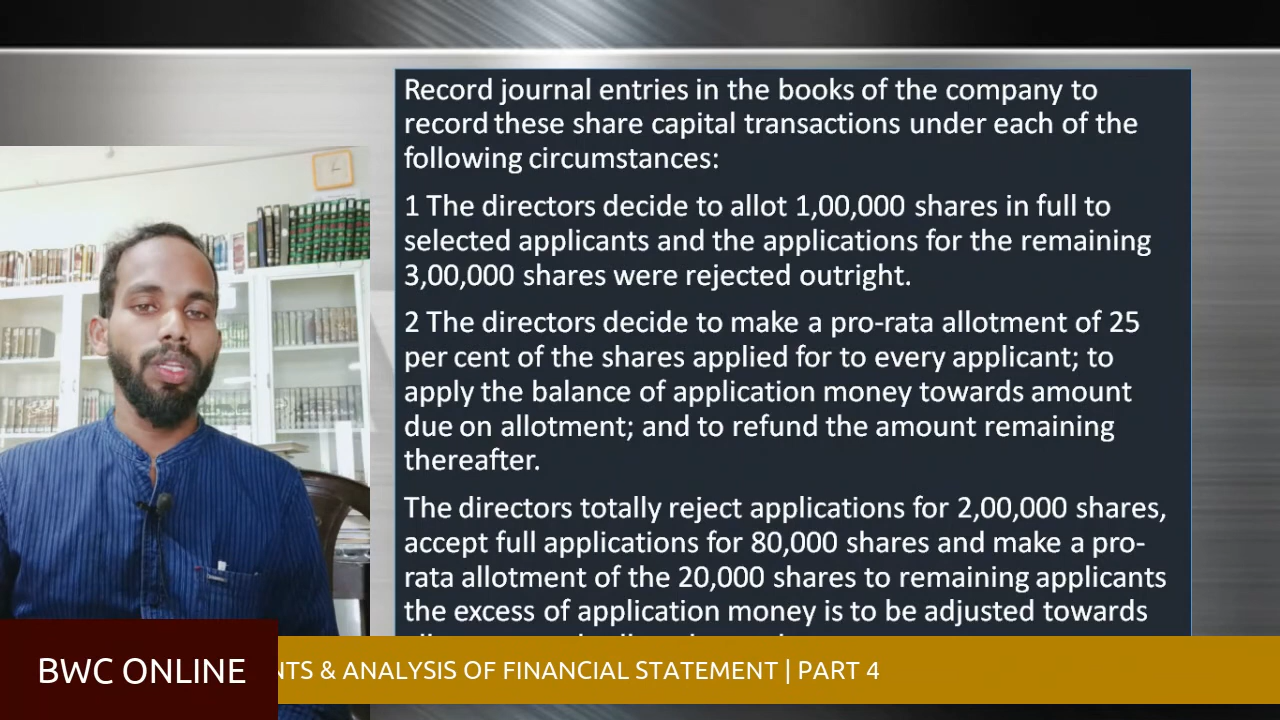 Record journal entries in the books of the company to
record these share capital transactions under each of the
following circumstances:
1 The directors decide to allot 1,00,000 shares in full to
selected applicants and the applications for the remaining
3,00,000 shares were rejected outright.
2 The directors decide to make a pro-rata allotment of 25
per cent of the shares applied for to every applicant; to
apply the balance of application money towards amount
due on allotment; and to refund the amount remaining
thereafter.
The directors totally reject applications for 2,00,000 shares,
accept full applications for 80,000 shares and make a pro-
rata allotment of the 20,000 shares to remaining applicants
the excess of application money is to be adjusted towards
BWC ONLINE
NTS & ANALYSIS OF FINANCIAL STATEMENT | PART 4